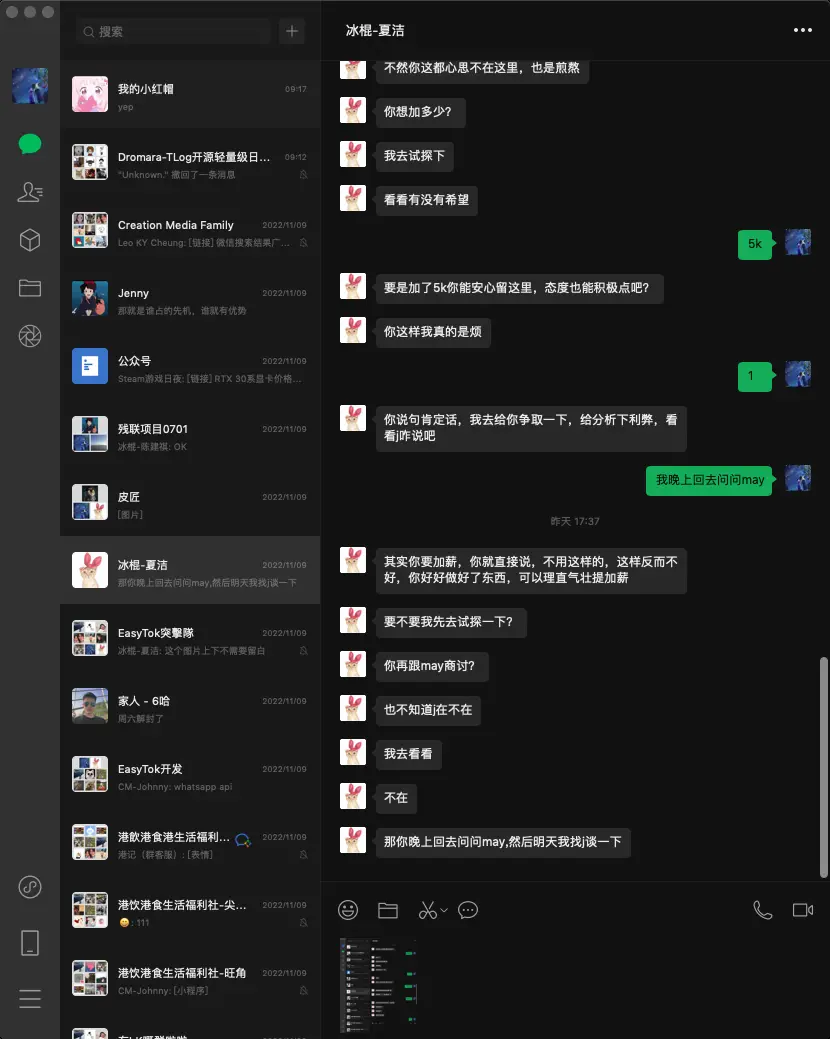 搜索
我的小红帽
09:17
yep
Dromara-TLog开源轻量级日...
09:12
"Unknown." 撤回了一条消息
Creation Media Family
2022/11/09
Leo KY Cheung: [链接] 微信搜索结果广...
Jenny
2022/11/09
那就是谁占的先机，谁就有优势
公众号
2022/11/09
Steam游戏日夜: [链接] RTX 30系显卡价格...
残联项目0701
2022/11/09
冰棍-陈建祺: OK
皮匠
2022/11/09
[图片]
冰棍-夏洁
2022/11/09
那你晚上回去问问may,然后明天我找j谈一下
EasyTok突擊隊
2022/11/09
冰棍-夏洁: 这个图片上下不需要留白
家人 - 6哈
2022/11/09
周六解封了
EasyTok开发
2022/11/09
CM-Johnny: whatsapp api
港飲港食港生活福利...
2022/11/09
港记（群客服）: [表情]
港饮港食港生活福利社-尖...
2022/11/09
: 111
港饮港食港生活福利社-旺角
2022/11/09
CM-Johnny: [小程序]
冰棍-夏洁
不然你这都心思不在这里，也是煎熬
你想加多少？
我去试探下
看看有没有希望
5k
要是加了5k你能安心留这里，态度也能积极点吧？
你这样我真的是烦
1
你说句肯定话，我去给你争取一下，给分析下利弊，看
看j咋说吧
我晚上回去问问may
昨天 17:37
其实你要加薪，你就直接说，不用这样的，这样反而不
好，你好好做好了东西，可以理直气壮提加薪
要不要我先去试探一下？
你再跟may商讨？
也不知道j在不在
我去看看
不在
那你晚上回去问问may,然后明天我找j谈一下